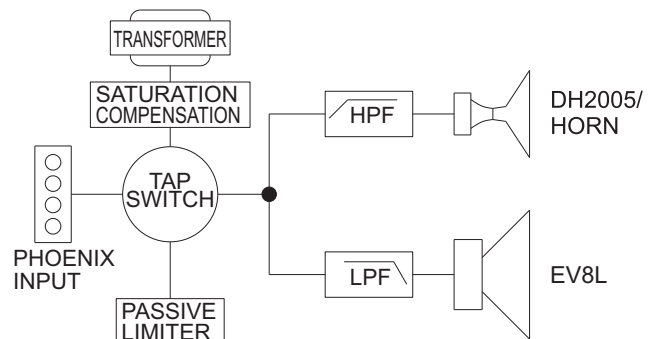 TRANSFORMER
SATURATION
COMPENSATION
HPF
DH2005/
HORN
TAP
SWITCH
PHOENIX
INPUT
LPF
EV8L
PASSIVE
LIMITER